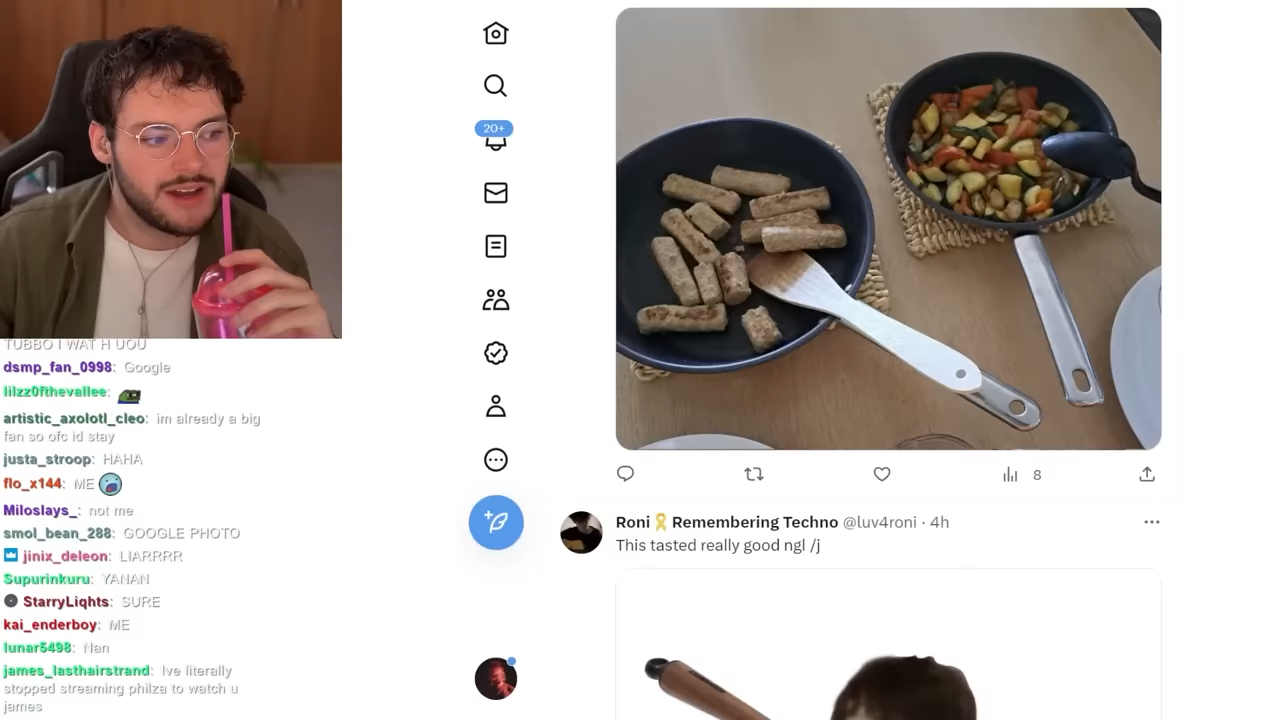 TUBBO I WAT H UOU
dsmp_fan_0998: Google
lilzz0fthevallee:
artistic_axolotl_cleo: im already a big
fan so ofc id stay
justa_stroop: HAHA
flo_x144: ME
Miloslays_: not me
smol_bean_288: GOOGLE PHOTO
jinix_deleon: LIARRRR
Supurinkuru: YANAN
StarryLiqhts: SURE
kai_enderboy: ME
lunar5498: Nan
james_lasthairstrand: Ive literally
stopped streaming philza to watch u
james
20+
8
Roni🎗️Remembering Techno @luv4roni · 4h
This tasted really good ngl /j